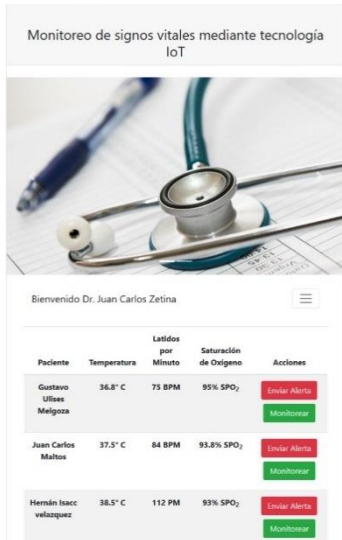 Monitoreo de signos vitales mediante tecnología
IoT
Bienvenido Dr. Juan Carlos Zetina
Paciente Temperatura Latidos por Minuto Saturación de Oxígeno Acciones
Gustavo Ulises Melgoza 36.8° C 75 BPM 95% SPO₂ Enviar Alerta
Monitorear
Juan Carlos Maltos 37.5° C 84 BPM 93.8% SPO₂ Enviar Alerta
Monitorear
Hernán Isacc velazquez 38.5° C 112 PM 93% SPO₂ Enviar Alerta
Monitorear